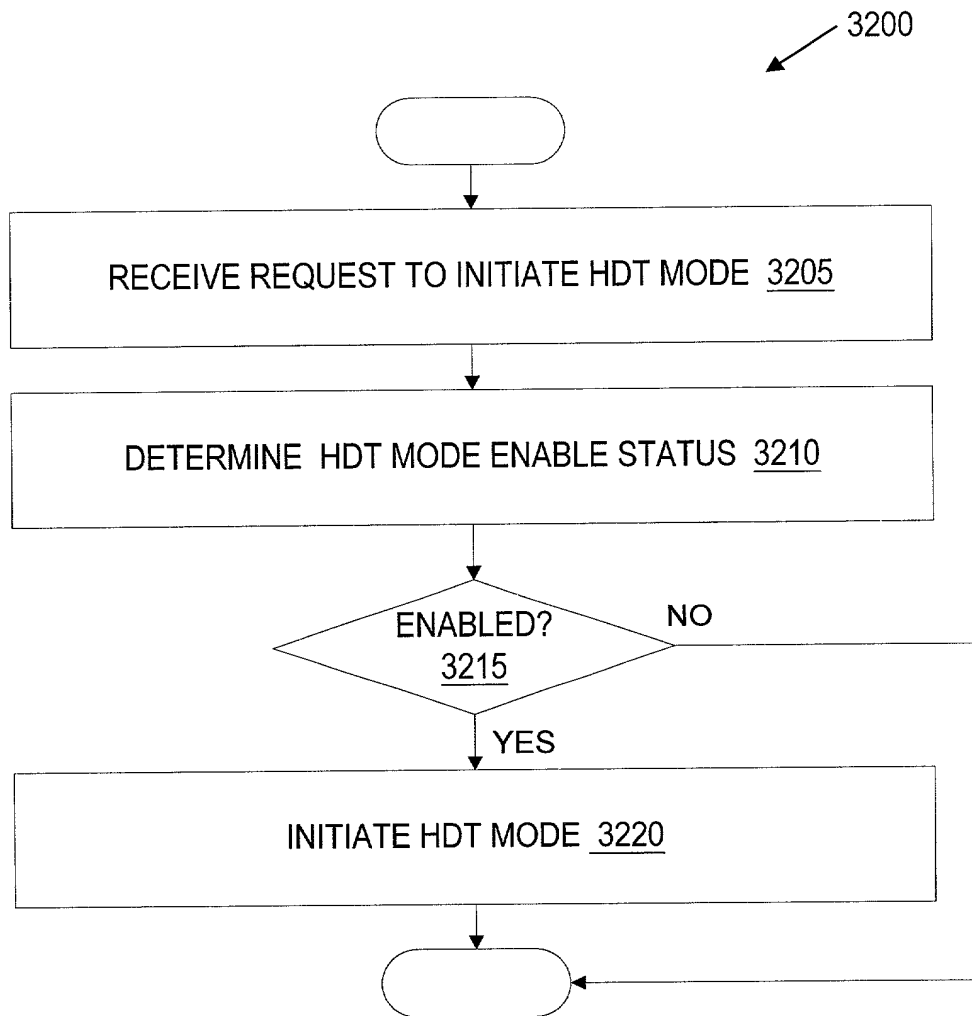 3200
RECEIVE REQUEST TO INITIATE HDT MODE 3205
DETERMINE HDT MODE ENABLE STATUS 3210
ENABLED?
3215
NO
YES
INITIATE HDT MODE 3220